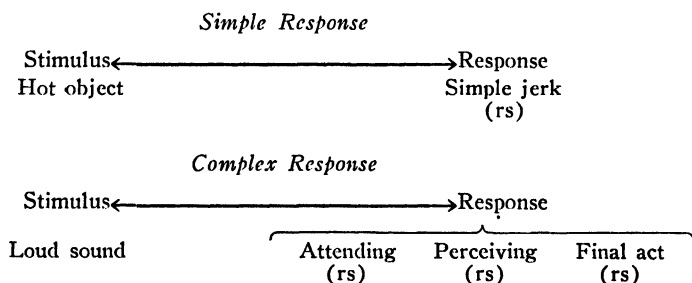 Simple Response
Stimulus Response
Hot object Simple jerk
(rs)
Complex Response
Stimulus Response
Loud sound Attending Perceiving Final act
(rs) (rs) (rs)